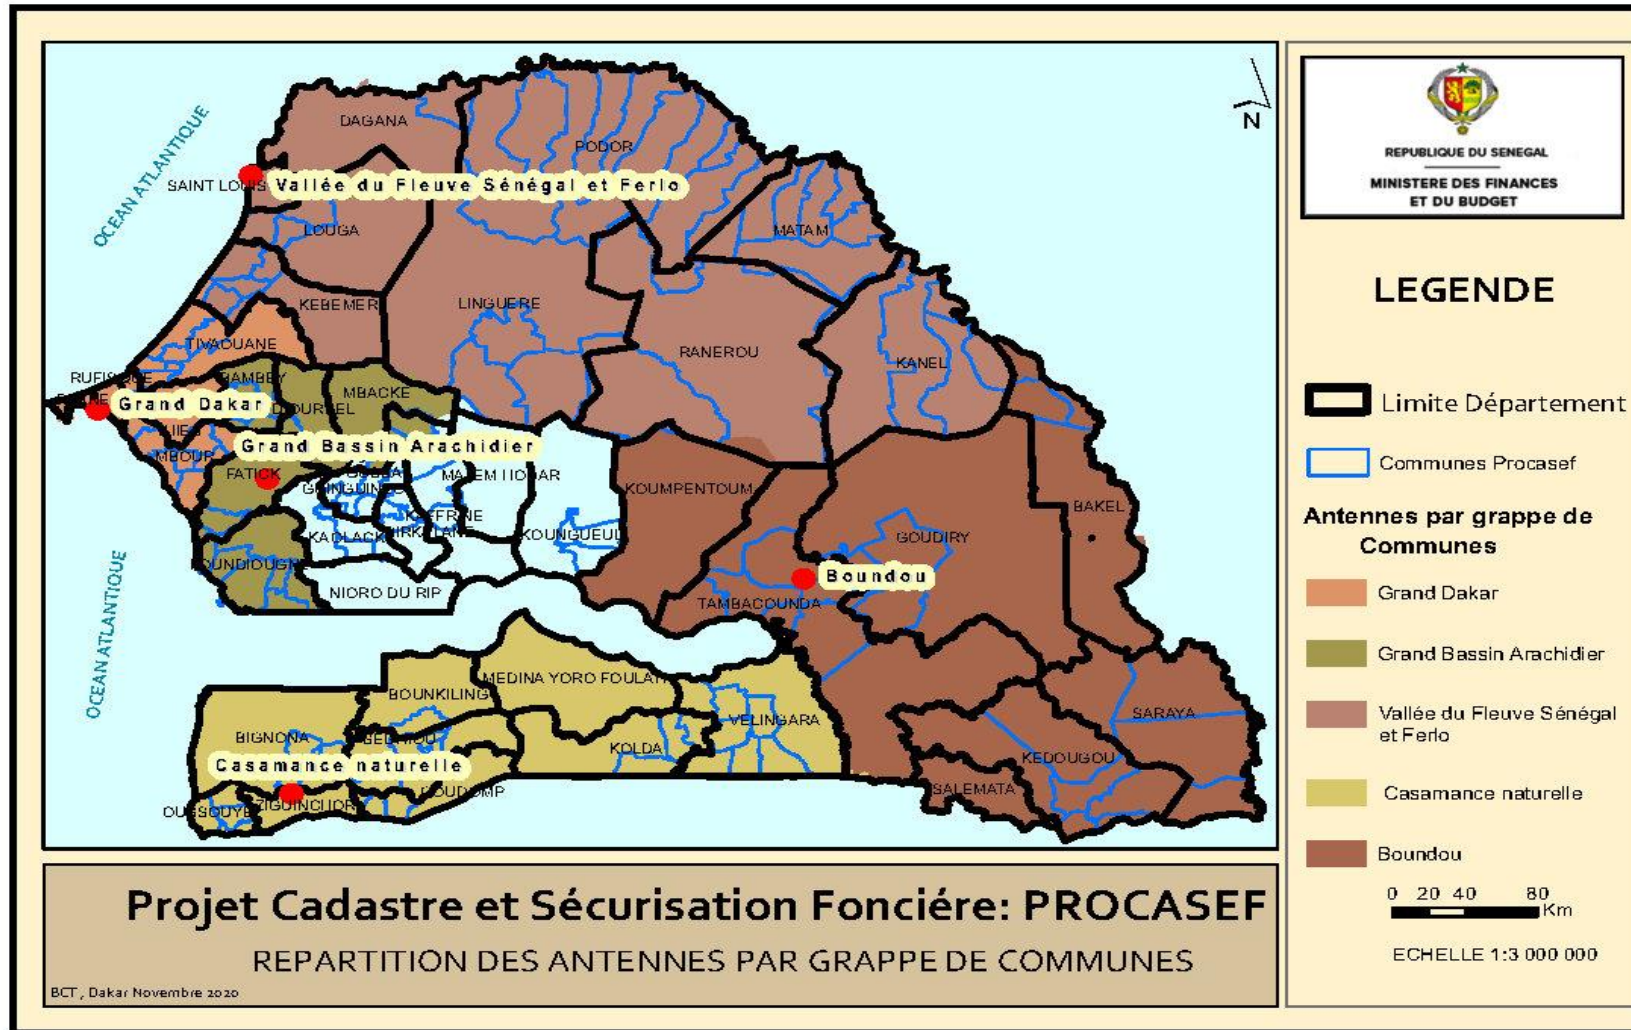 OCEAN ATLANTIQUE
DAGANA
PODOR
N
SAINT LOUIS
Vallée du Fleuve Sénégal et Ferlo
LOUGA
MATAM
KEBEMER
LINGUERE
TIVAOUANE
RANEROU
KANEL
RUFISQUE
BAMBEY
MBACKE
Grand Dakar
Grand Bassin Arachidier
MBOUR
FATICK
KOUMPENTOUM
BAKEL
KAOLACK
KOUNGUEUL
GOUDIRY
NIORO DU RIP
Boundou
TAMBACOUNDA
OCEAN ATLANTIQUE
MEDINA YORO FOULAH
BOUNKILING
VELINGARA
SARAYA
BIGNONA
KOLDA
KEDOUGOU
Casamance naturelle
SALEMATA
OUSSOUYE
ZIGUINCHOR
REPUBLIQUE DU SENEGAL
MINISTERE DES FINANCES
ET DU BUDGET
LEGENDE
Limite Département
Communes Procasef
Antennes par grappe de
Communes
Grand Dakar
Grand Bassin Arachidier
Vallée du Fleuve Sénégal
et Ferlo
Casamance naturelle
Boundou
0 20 40 80
Km
ECHELLE 1:3 000 000
Projet Cadastre et Sécurisation Fonciére: PROCASEF
REPARTITION DES ANTENNES PAR GRAPPE DE COMMUNES
BCT, Dakar Novembre 2020